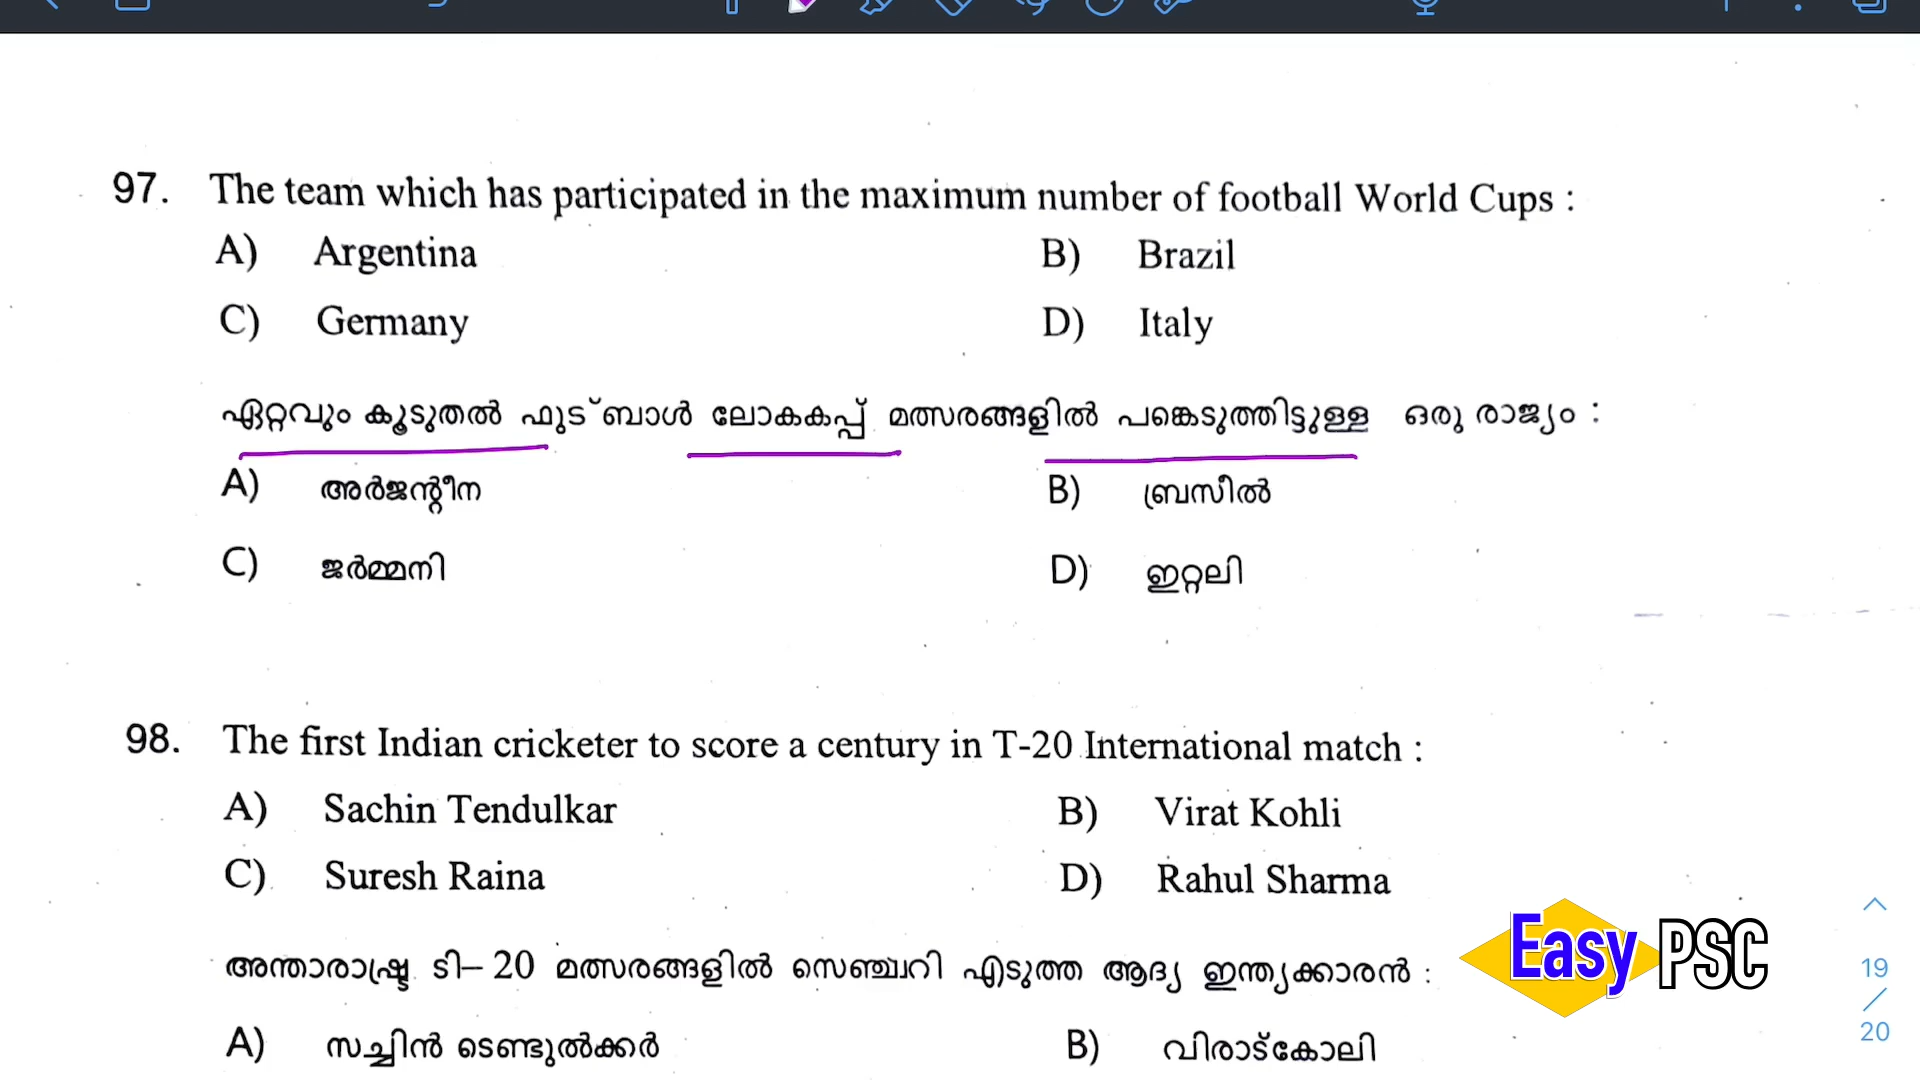 97. The team which has participated in the maximum number of football World Cups :
A) Argentina B) Brazil
C) Germany D) Italy
ഏറ്റവും കൂടുതൽ ഫുട്ബാൾ ലോകകപ്പ് മത്സരങ്ങളിൽ പങ്കെടുത്തിട്ടുള്ള ഒരു രാജ്യം :
A) അർജന്റീന B) ബ്രസീൽ
C) ജർമ്മനി D) ഇറ്റലി
98. The first Indian cricketer to score a century in T-20 International match :
A) Sachin Tendulkar B) Virat Kohli
C) Suresh Raina D) Rahul Sharma
അന്താരാഷ്ട്ര ടി–20 മത്സരങ്ങളിൽ സെഞ്ച്വറി എടുത്ത ആദ്യ ഇന്ത്യക്കാരൻ :
A) സച്ചിൻ ടെണ്ടുൽക്കർ B) വിരാട്കോലി
Easy PSC
19
/
20